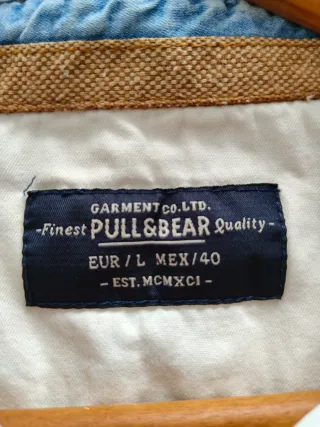 GARMENT CO.LTD.
-Finest PULL&BEAR Quality-
EUR/L MEX/40
- EST. MCMXCI -